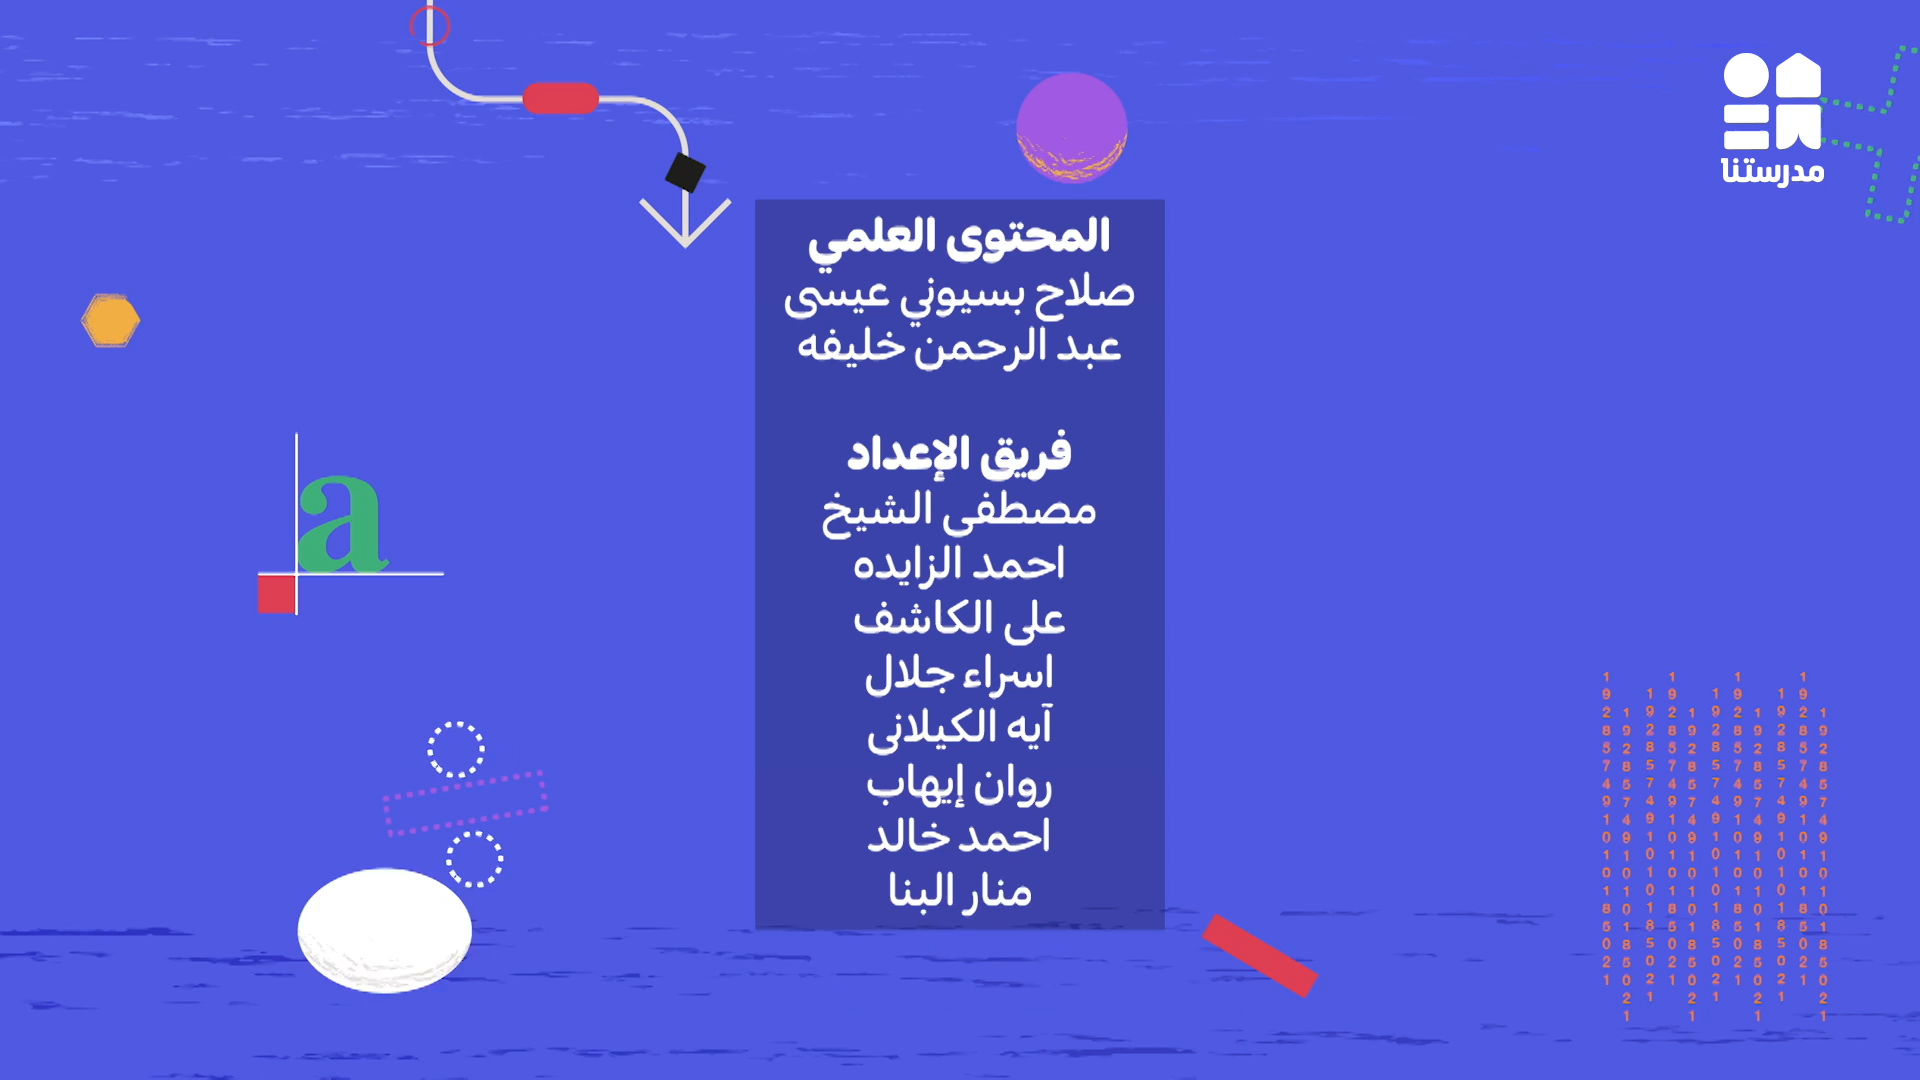 مدرستنا
المحتوى العلمي
صلاح بسيوني عيسى
عبد الرحمن خليفه
فريق الإعداد
مصطفى الشيخ
احمد الزايده
على الكاشف
اسراء جلال
آيه الكيلانى
روان إيهاب
احمد خالد
منار البنا
a